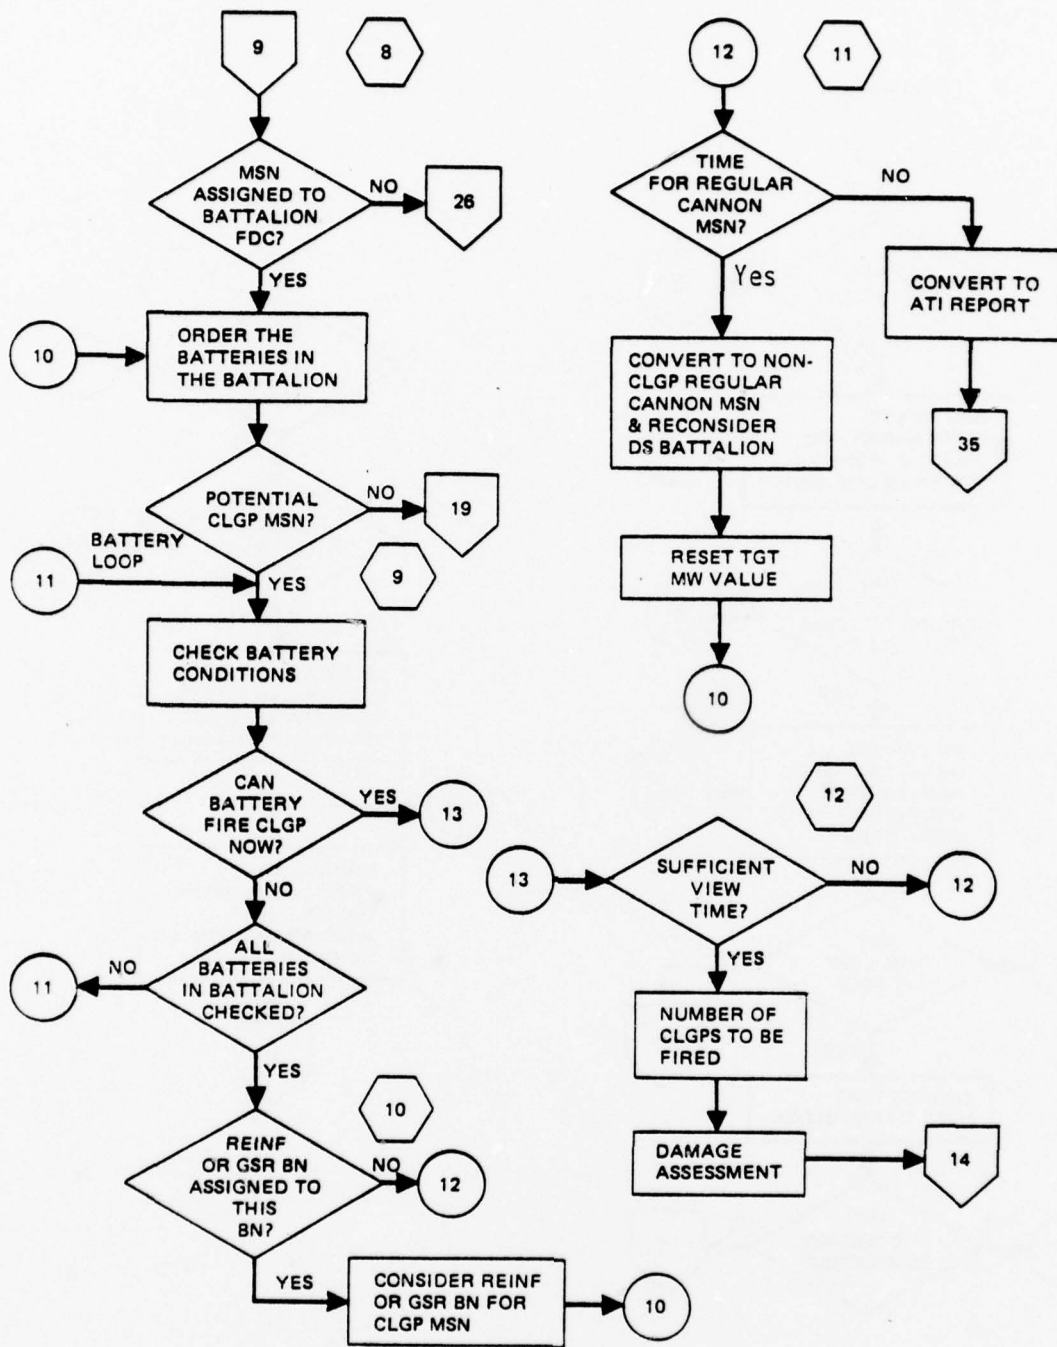 9
8
MSN
ASSIGNED TO
BATTALION
FDC?
NO
26
YES
10
ORDER THE
BATTERIES IN
THE BATTALION
POTENTIAL
CLGP MSN?
NO
19
BATTERY
LOOP
11
YES
9
CHECK BATTERY
CONDITIONS
CAN
BATTERY
FIRE CLGP
NOW?
YES
13
NO
ALL
BATTERIES
IN BATTALION
CHECKED?
NO
11
YES
10
REINF
OR GSR BN
ASSIGNED TO
THIS
BN?
NO
12
YES
CONSIDER REINF
OR GSR BN FOR
CLGP MSN
10
12
11
TIME
FOR REGULAR
CANNON
MSN?
NO
Yes
CONVERT TO
ATI REPORT
35
CONVERT TO NON-
CLGP REGULAR
CANNON MSN
& RECONSIDER
DS BATTALION
RESET TGT
MW VALUE
10
12
13
SUFFICIENT
VIEW
TIME?
NO
12
YES
NUMBER OF
CLGPS TO BE
FIRED
DAMAGE
ASSESSMENT
14